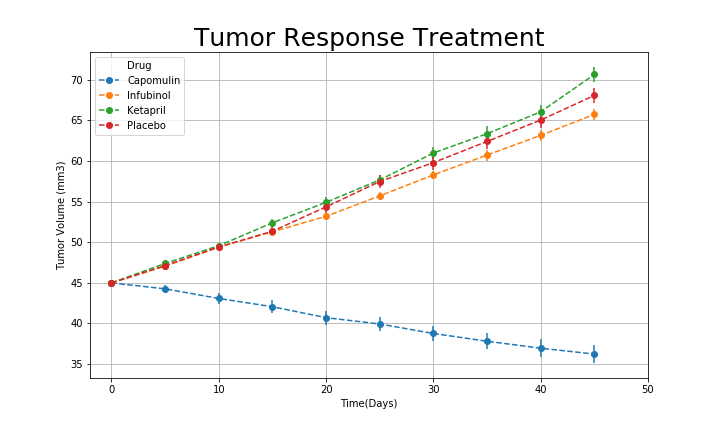 Tumor Response Treatment
Drug
Capomulin
Infubinol
Ketapril
Placebo
70
65
60
55
50
45
40
35
Tumor Volume (mm3)
0 10 20 30 40 50
Time(Days)